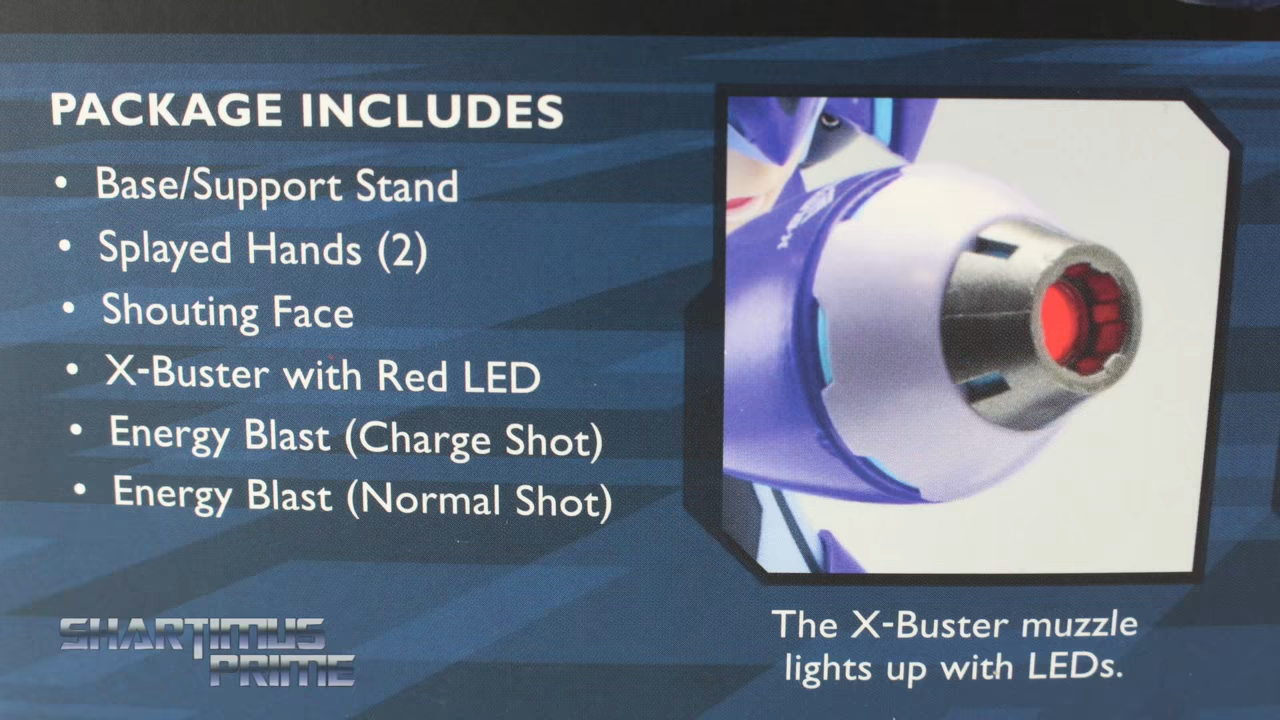 PACKAGE INCLUDES
• Base/Support Stand
• Splayed Hands (2)
• Shouting Face
• X-Buster with Red LED
• Energy Blast (Charge Shot)
• Energy Blast (Normal Shot)
The X-Buster muzzle
lights up with LEDs.
SHARTIMUS
PRIME